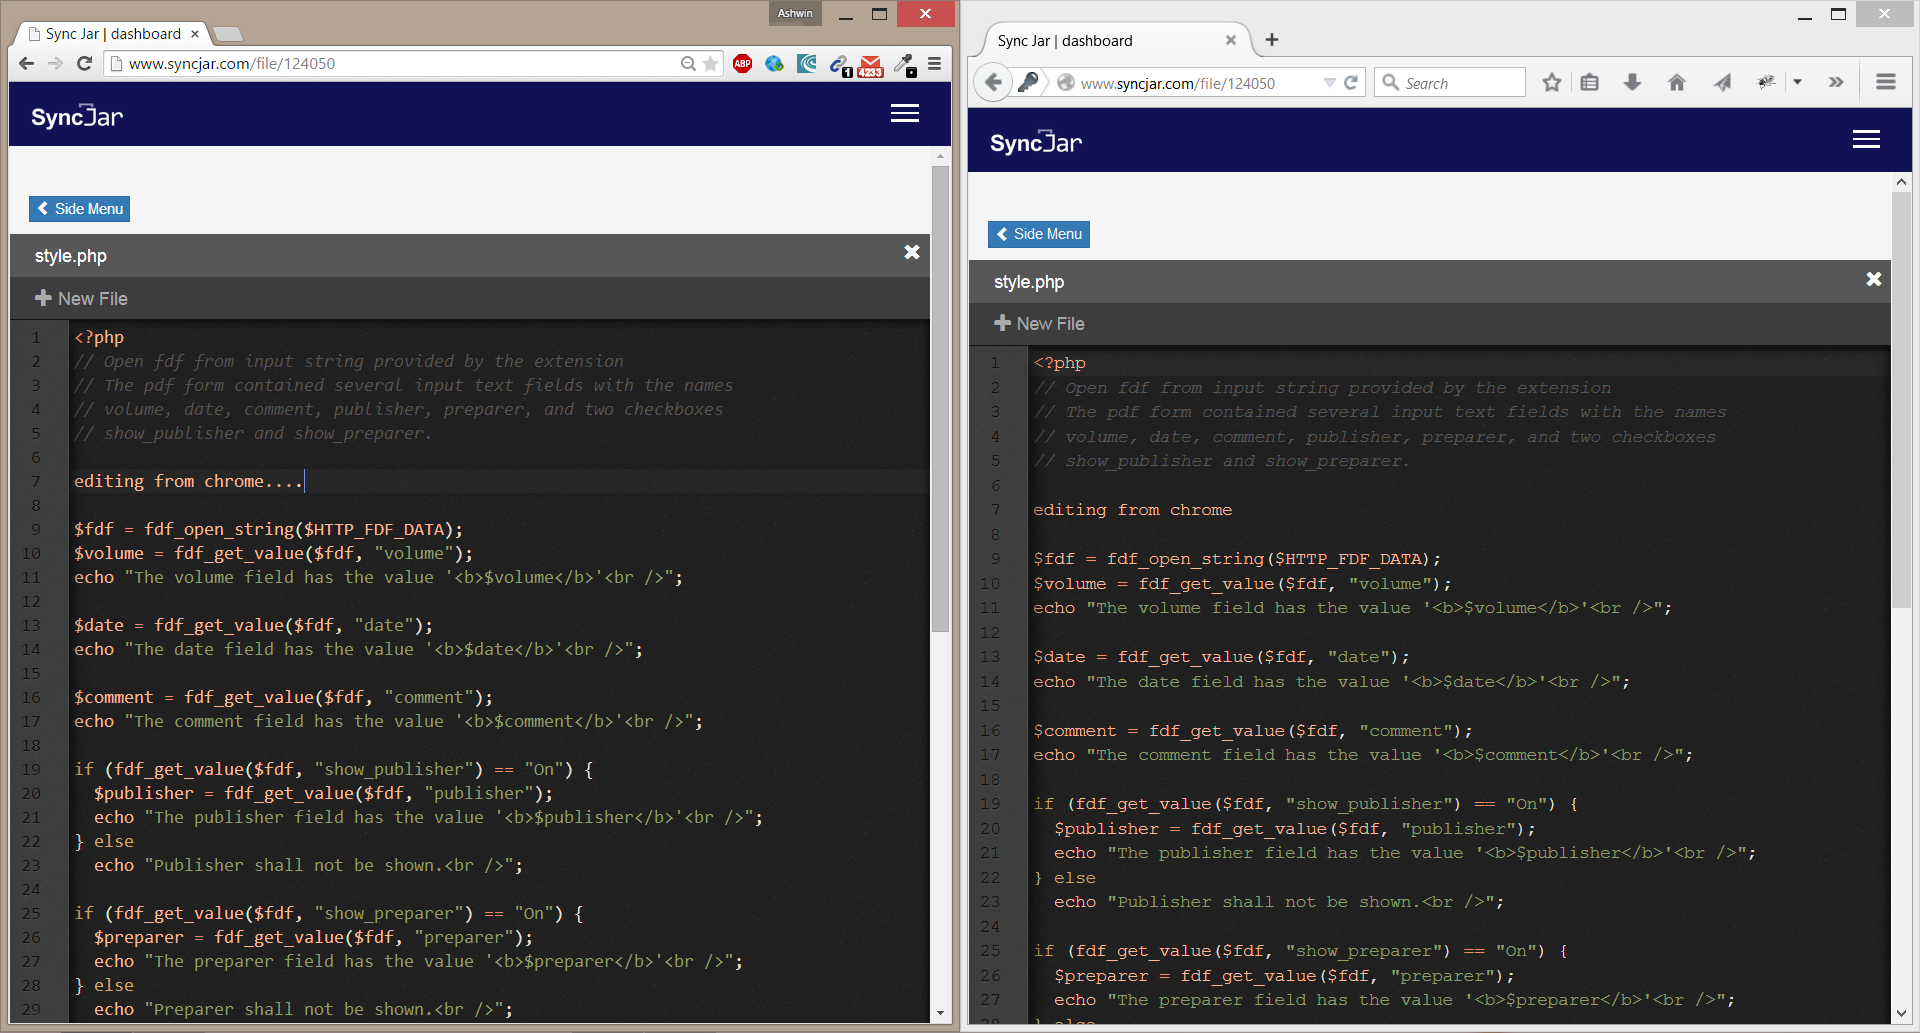 Ashwin
Sync Jar | dashboard
www.syncjar.com/file/124050
ABP
1
4233
SyncJar
Side Menu
style.php
New File
1 <?php
2 // Open fdf from input string provided by the extension
3 // The pdf form contained several input text fields with the names
4 // volume, date, comment, publisher, preparer, and two checkboxes
5 // show_publisher and show_preparer.
6
7 editing from chrome....
8
9 $fdf = fdf_open_string($HTTP_FDF_DATA);
10 $volume = fdf_get_value($fdf, "volume");
11 echo "The volume field has the value '<b>$volume</b>'<br />";
12
13 $date = fdf_get_value($fdf, "date");
14 echo "The date field has the value '<b>$date</b>'<br />";
15
16 $comment = fdf_get_value($fdf, "comment");
17 echo "The comment field has the value '<b>$comment</b>'<br />";
18
19 if (fdf_get_value($fdf, "show_publisher") == "On") {
20   $publisher = fdf_get_value($fdf, "publisher");
21   echo "The publisher field has the value '<b>$publisher</b>'<br />";
22 } else
23   echo "Publisher shall not be shown.<br />";
24
25 if (fdf_get_value($fdf, "show_preparer") == "On") {
26   $preparer = fdf_get_value($fdf, "preparer");
27   echo "The preparer field has the value '<b>$preparer</b>'<br />";
28 } else
29   echo "Preparer shall not be shown.<br />";
Sync Jar | dashboard
www.syncjar.com/file/124050
Search
SyncJar
Side Menu
style.php
New File
1 <?php
2 // Open fdf from input string provided by the extension
3 // The pdf form contained several input text fields with the names
4 // volume, date, comment, publisher, preparer, and two checkboxes
5 // show_publisher and show_preparer.
6
7 editing from chrome
8
9 $fdf = fdf_open_string($HTTP_FDF_DATA);
10 $volume = fdf_get_value($fdf, "volume");
11 echo "The volume field has the value '<b>$volume</b>'<br />";
12
13 $date = fdf_get_value($fdf, "date");
14 echo "The date field has the value '<b>$date</b>'<br />";
15
16 $comment = fdf_get_value($fdf, "comment");
17 echo "The comment field has the value '<b>$comment</b>'<br />";
18
19 if (fdf_get_value($fdf, "show_publisher") == "On") {
20   $publisher = fdf_get_value($fdf, "publisher");
21   echo "The publisher field has the value '<b>$publisher</b>'<br />";
22 } else
23   echo "Publisher shall not be shown.<br />";
24
25 if (fdf_get_value($fdf, "show_preparer") == "On") {
26   $preparer = fdf_get_value($fdf, "preparer");
27   echo "The preparer field has the value '<b>$preparer</b>'<br />";
28 } else